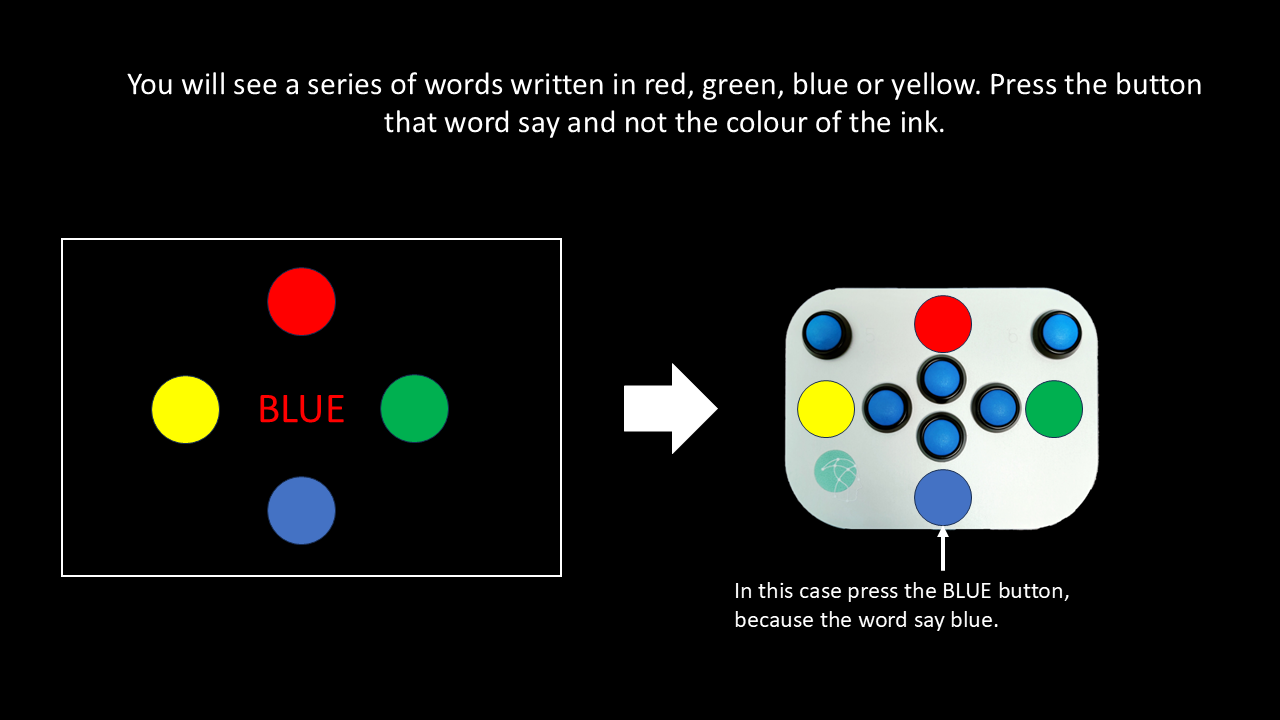 You will see a series of words written in red, green, blue or yellow. Press the button
that word say and not the colour of the ink.
BLUE
In this case press the BLUE button,
because the word say blue.